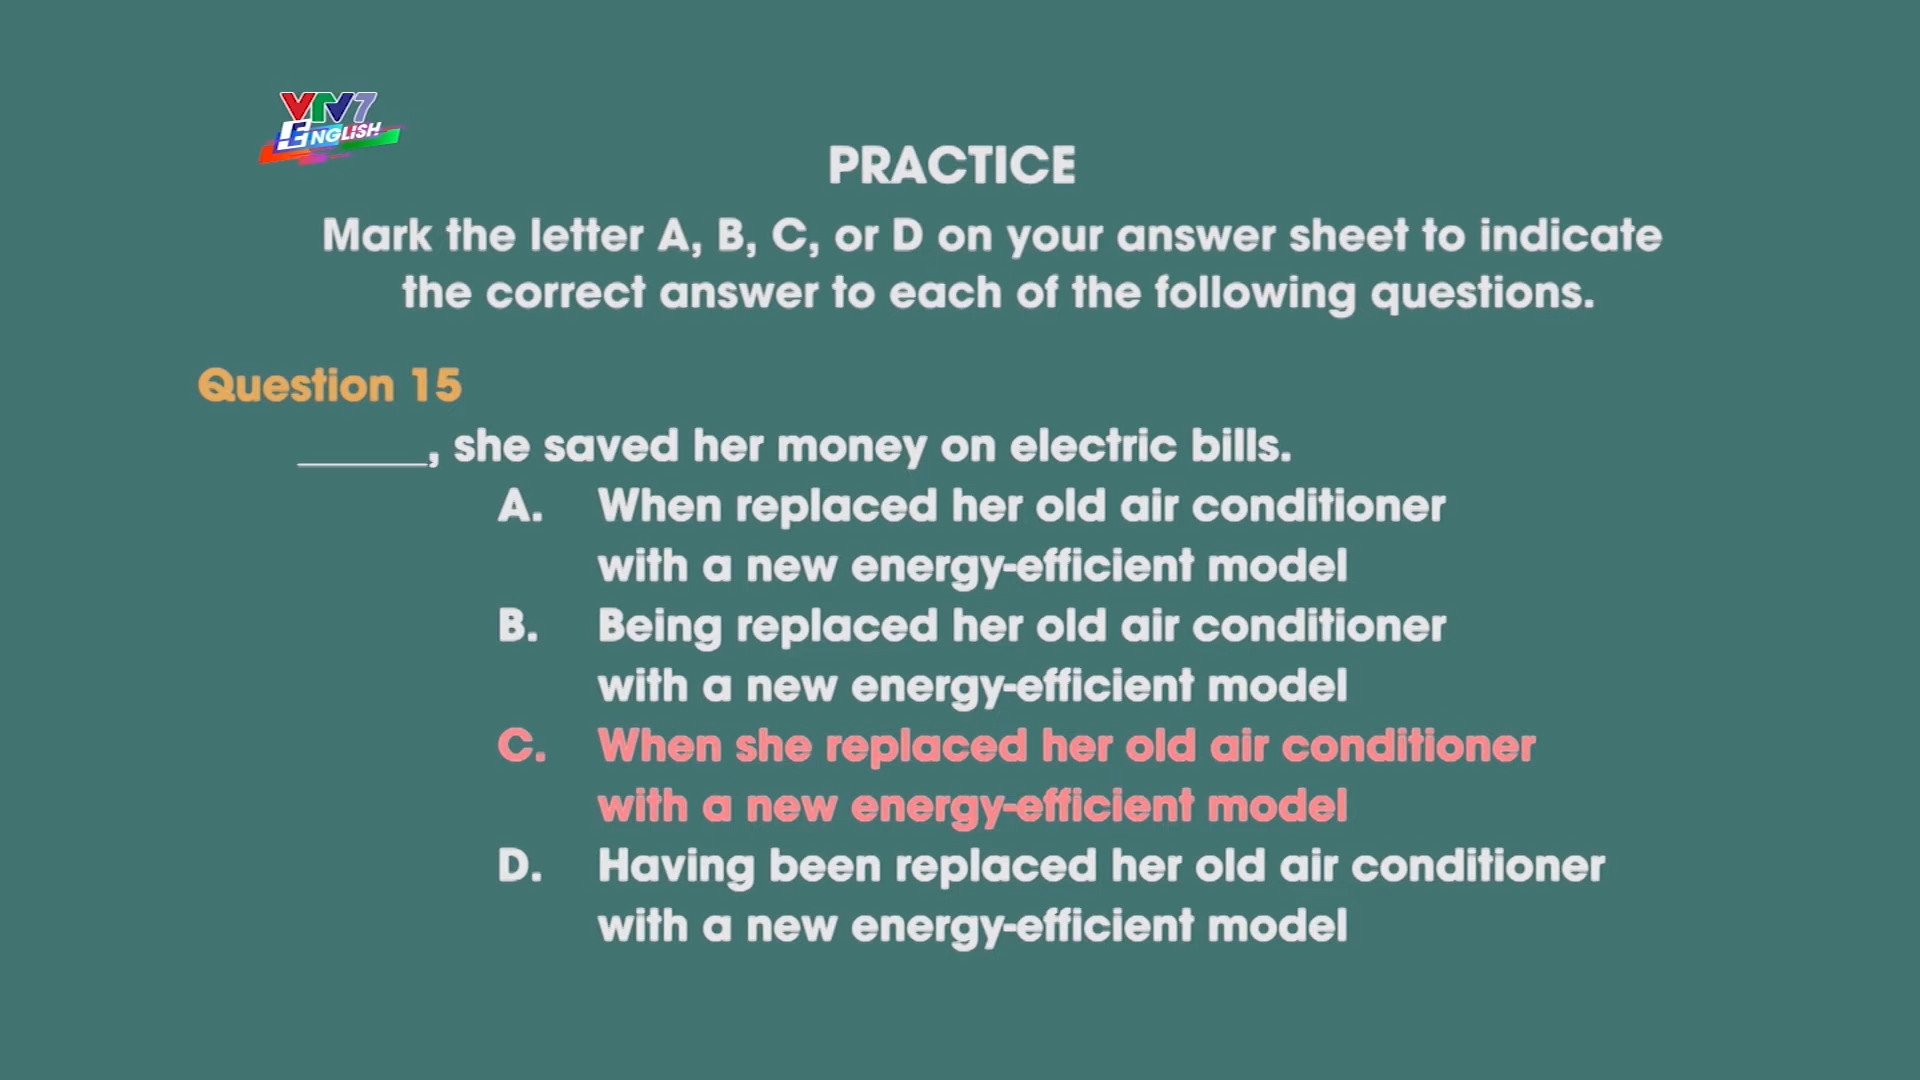 VTV7
ENGLISH
PRACTICE
Mark the letter A, B, C, or D on your answer sheet to indicate
the correct answer to each of the following questions.
Question 15
______, she saved her money on electric bills.
A. When replaced her old air conditioner
with a new energy-efficient model
B. Being replaced her old air conditioner
with a new energy-efficient model
C. When she replaced her old air conditioner
with a new energy-efficient model
D. Having been replaced her old air conditioner
with a new energy-efficient model